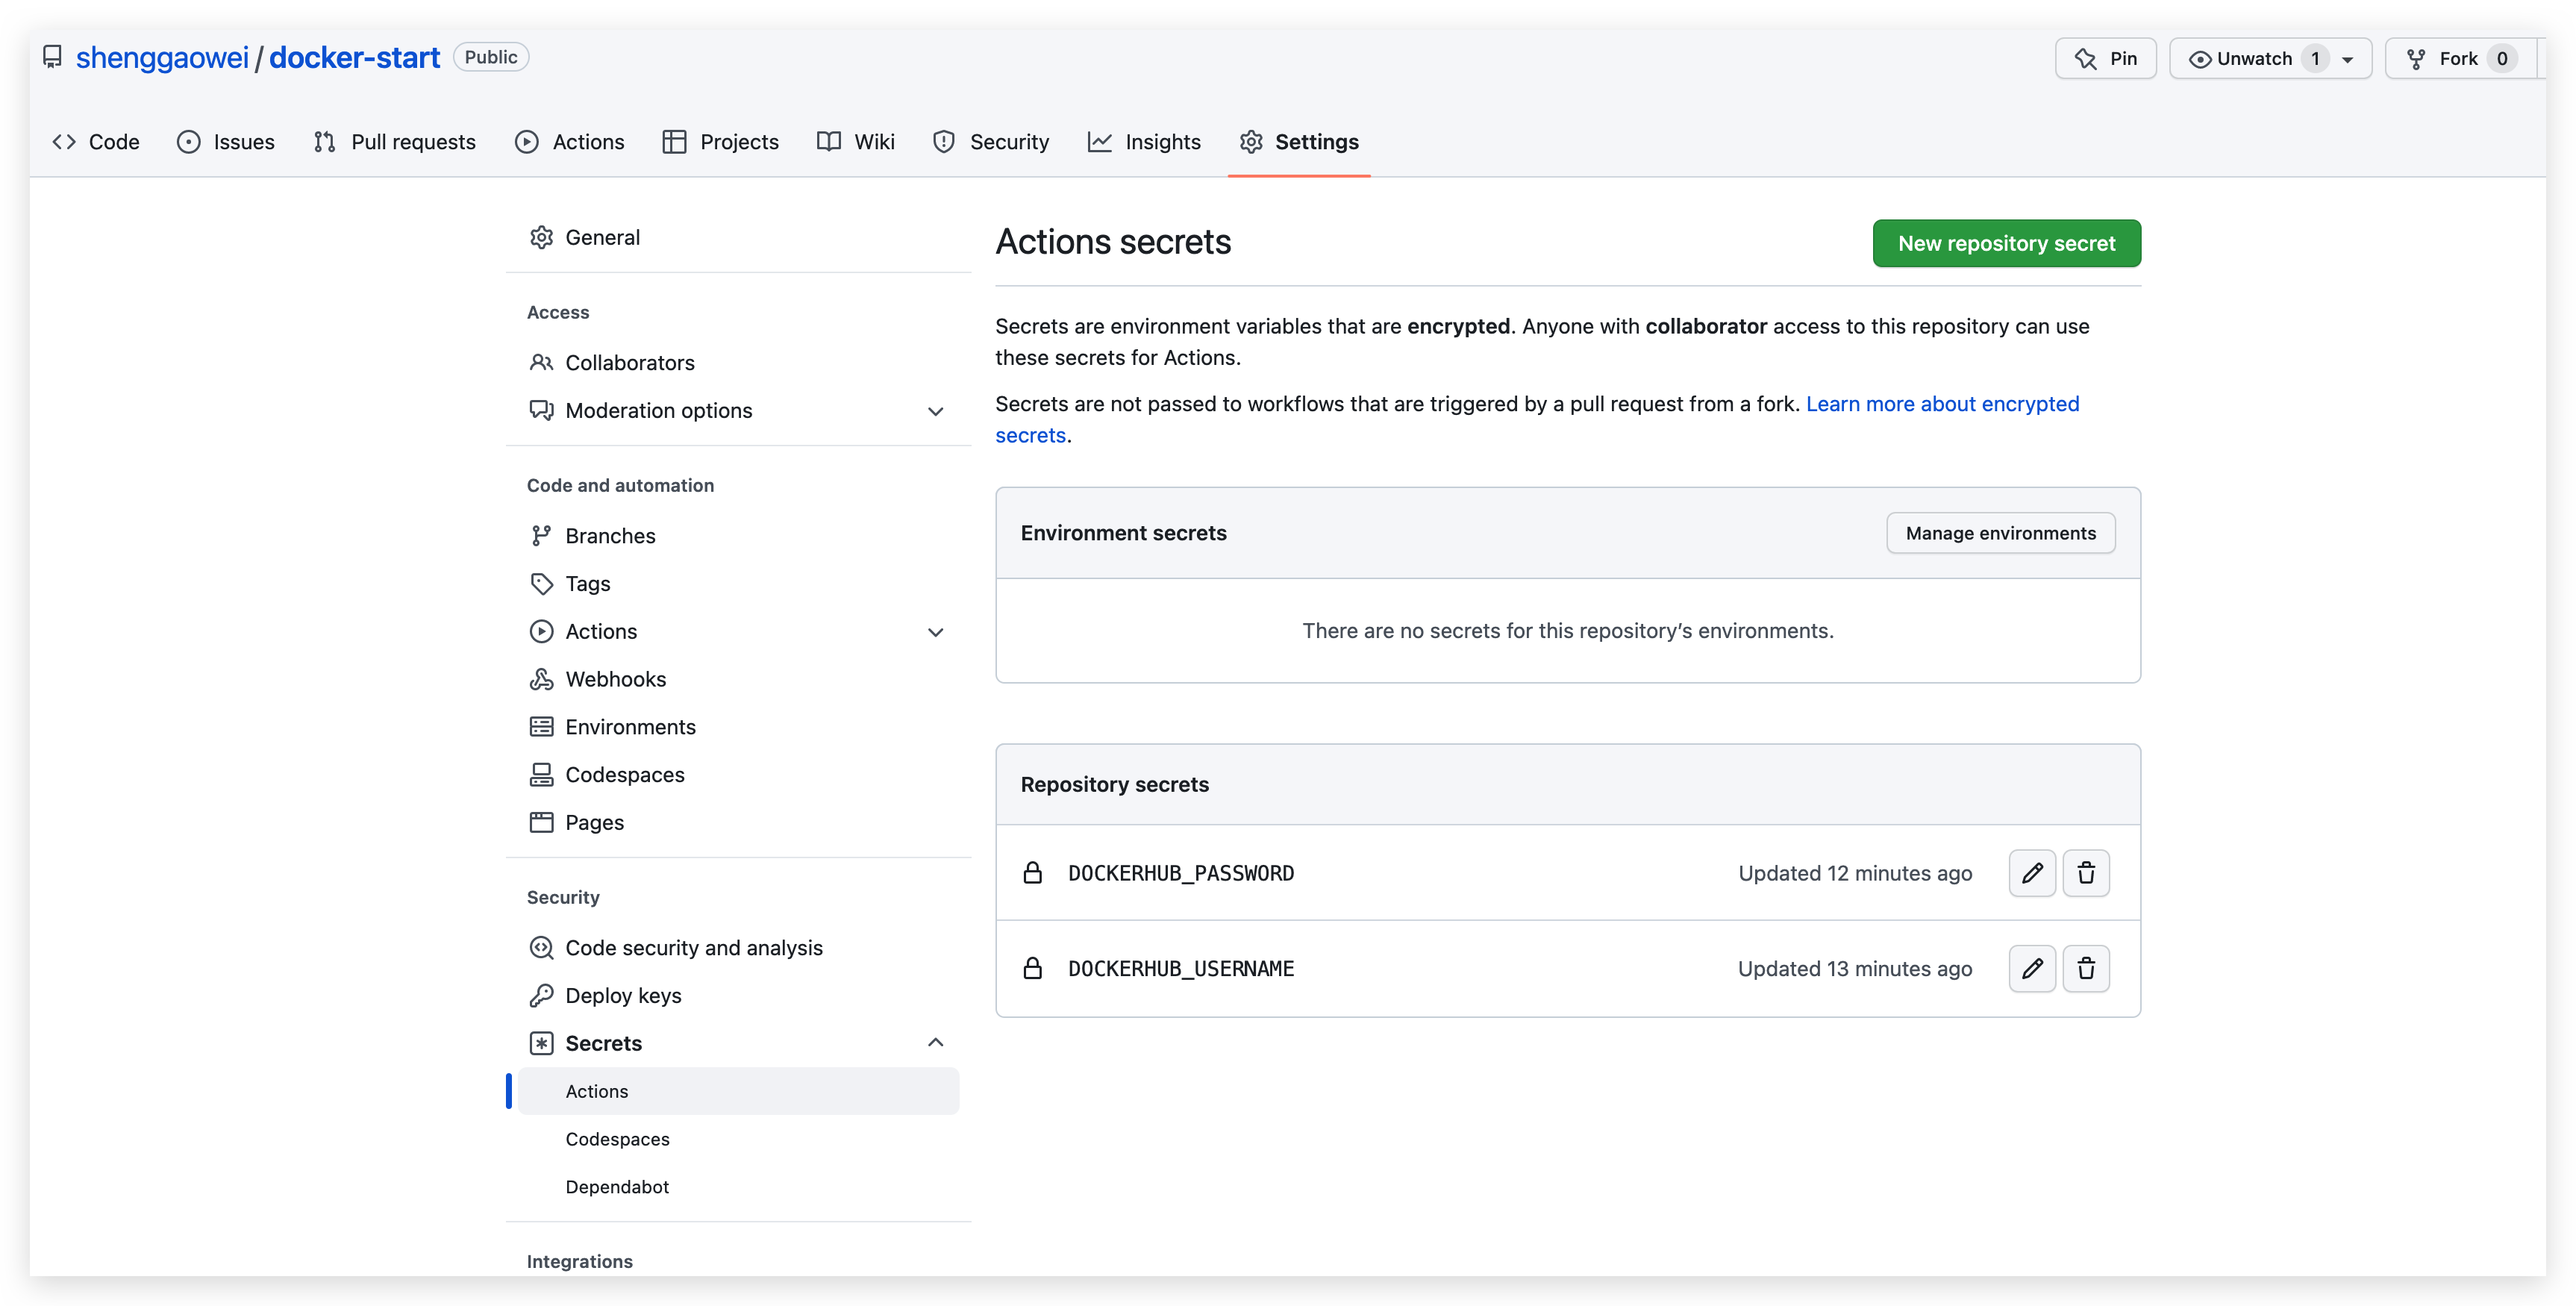 shenggaowei / docker-start Public
Pin Unwatch 1 Fork 0
Code Issues Pull requests Actions Projects Wiki Security Insights Settings
General
Access
Collaborators
Moderation options
Code and automation
Branches
Tags
Actions
Webhooks
Environments
Codespaces
Pages
Security
Code security and analysis
Deploy keys
Secrets
Actions
Codespaces
Dependabot
Integrations
Actions secrets
New repository secret
Secrets are environment variables that are encrypted. Anyone with collaborator access to this repository can use
these secrets for Actions.
Secrets are not passed to workflows that are triggered by a pull request from a fork. Learn more about encrypted
secrets.
Environment secrets
Manage environments
There are no secrets for this repository’s environments.
Repository secrets
DOCKERHUB_PASSWORD Updated 12 minutes ago
DOCKERHUB_USERNAME Updated 13 minutes ago